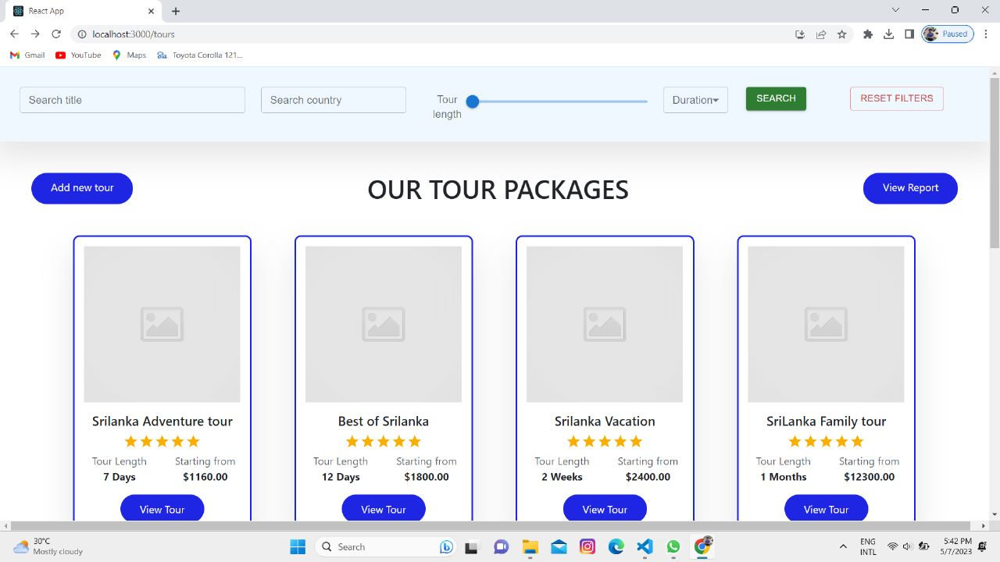 React App
localhost:3000/tours
Paused
Gmail
YouTube
Maps
Toyota Corolla 121...
Search title
Search country
Tour
length
Duration
SEARCH
RESET FILTERS
Add new tour
OUR TOUR PACKAGES
View Report
Srilanka Adventure tour
Tour Length Starting from
7 Days $1160.00
View Tour
Best of Srilanka
Tour Length Starting from
12 Days $1800.00
View Tour
Srilanka Vacation
Tour Length Starting from
2 Weeks $2400.00
View Tour
SriLanka Family tour
Tour Length Starting from
1 Months $12300.00
View Tour
30°C
Mostly cloudy
Search
ENG
INTL
5:42 PM
5/7/2023